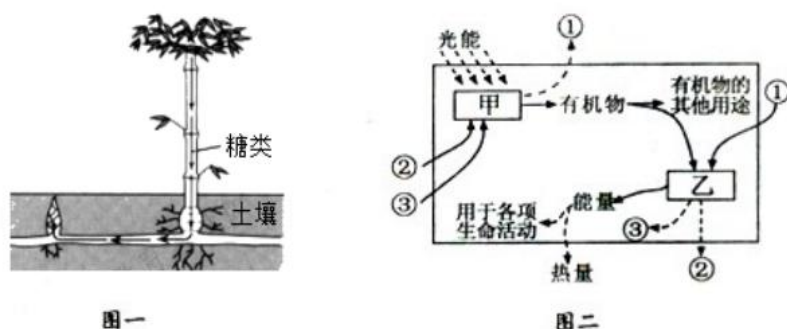 糖类
土壤
图一
光能
①
甲
有机物
有机物的
其他用途
①
②
③
乙
能量
用于各项
生命活动
③
②
热量
图二